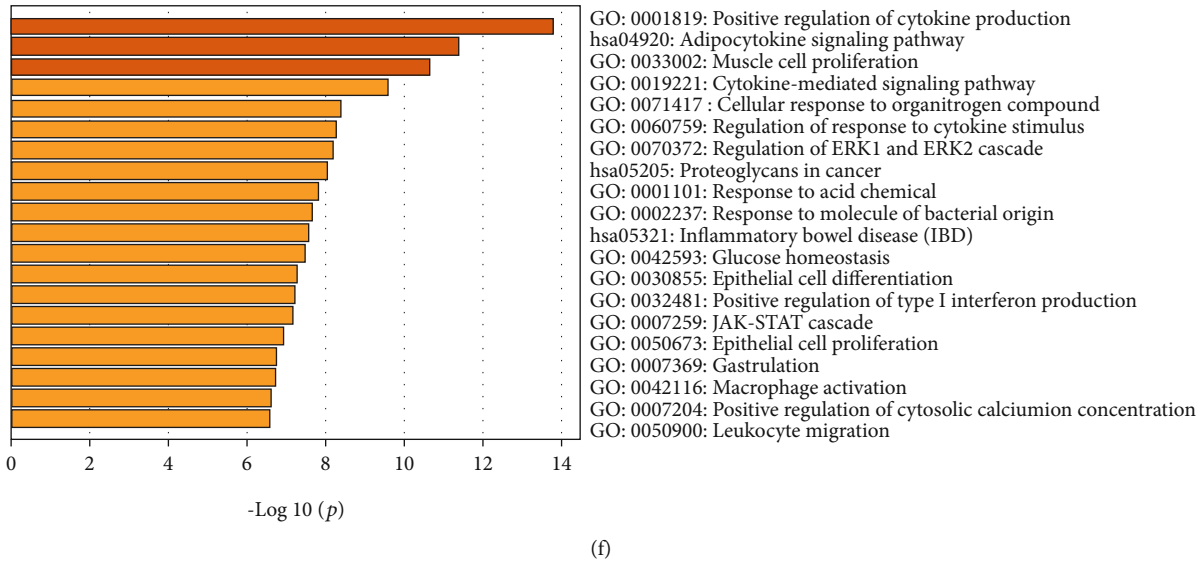 GO: 0001819: Positive regulation of cytokine production
hsa04920: Adipocytokine signaling pathway
GO: 0033002: Muscle cell proliferation
GO: 0019221: Cytokine-mediated signaling pathway
GO: 0071417 : Cellular response to organitrogen compound
GO: 0060759: Regulation of response to cytokine stimulus
GO: 0070372: Regulation of ERK1 and ERK2 cascade
hsa05205: Proteoglycans in cancer
GO: 0001101: Response to acid chemical
GO: 0002237: Response to molecule of bacterial origin
hsa05321: Inflammatory bowel disease (IBD)
GO: 0042593: Glucose homeostasis
GO: 0030855: Epithelial cell differentiation
GO: 0032481: Positive regulation of type I interferon production
GO: 0007259: JAK-STAT cascade
GO: 0050673: Epithelial cell proliferation
GO: 0007369: Gastrulation
GO: 0042116: Macrophage activation
GO: 0007204: Positive regulation of cytosolic calciumion concentration
GO: 0050900: Leukocyte migration
0 2 4 6 8 10 12 14
-Log 10 (p)
(f)